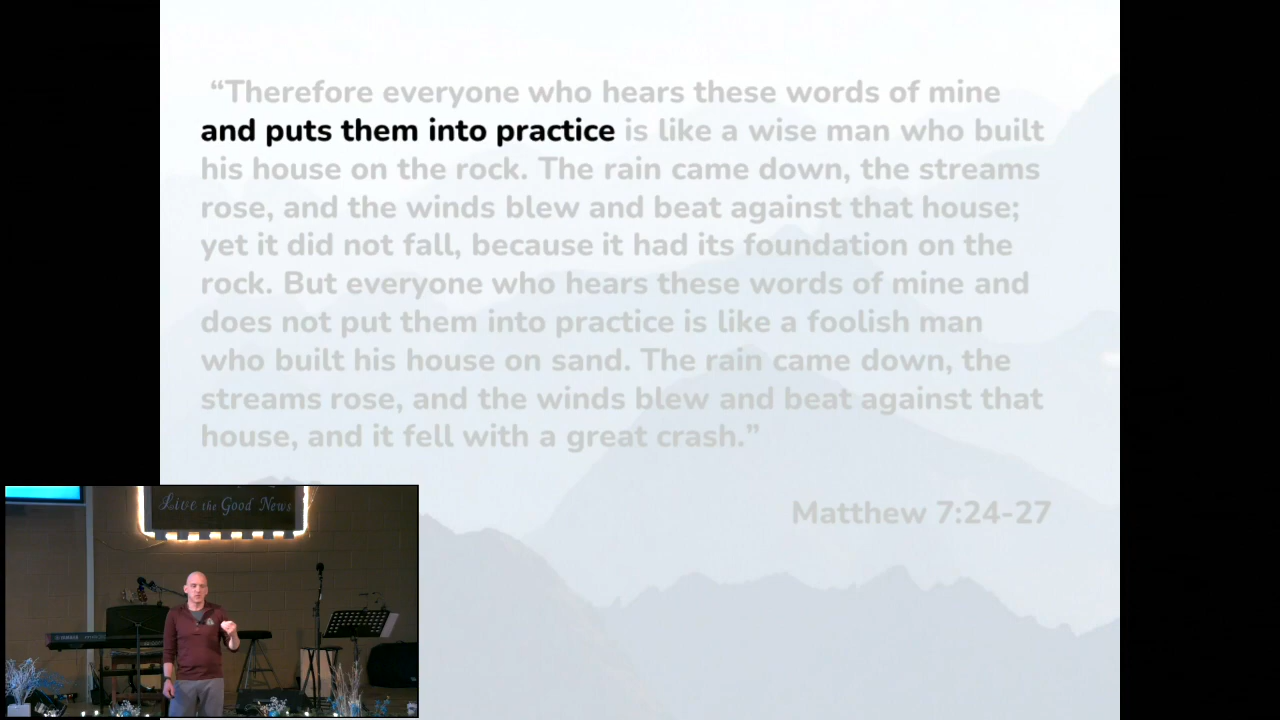 “Therefore everyone who hears these words of mine
and puts them into practice is like a wise man who built
his house on the rock. The rain came down, the streams
rose, and the winds blew and beat against that house;
yet it did not fall, because it had its foundation on the
rock. But everyone who hears these words of mine and
does not put them into practice is like a foolish man
who built his house on sand. The rain came down, the
streams rose, and the winds blew and beat against that
house, and it fell with a great crash.”
Matthew 7:24-27
Live the Good News
YAMAHA